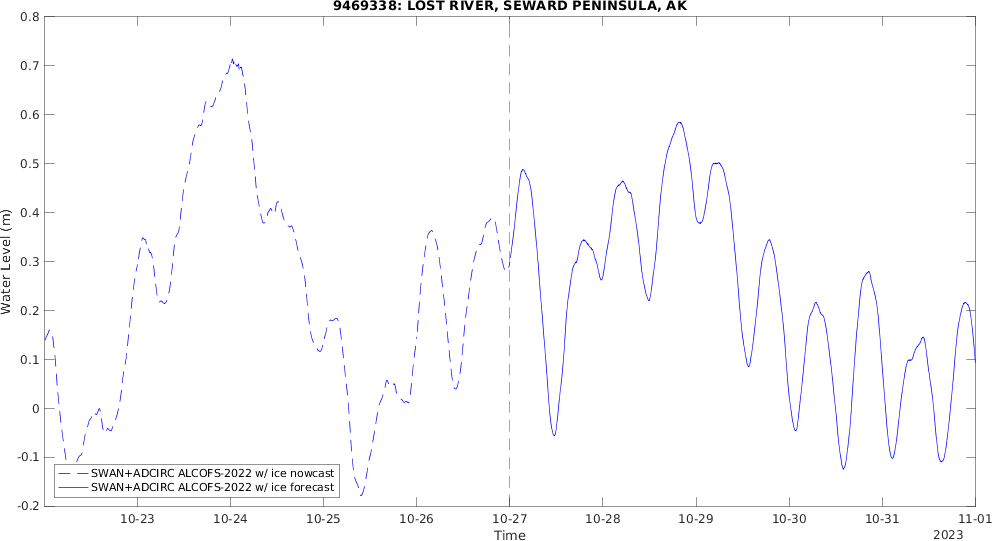 9469338: LOST RIVER, SEWARD PENINSULA, AK
Water Level (m)
0.8
0.7
0.6
0.5
0.4
0.3
0.2
0.1
0
-0.1
-0.2
SWAN+ADCIRC ALCOFS-2022 w/ ice nowcast
SWAN+ADCIRC ALCOFS-2022 w/ ice forecast
10-23 10-24 10-25 10-26 10-27 10-28 10-29 10-30 10-31 11-01
Time
2023